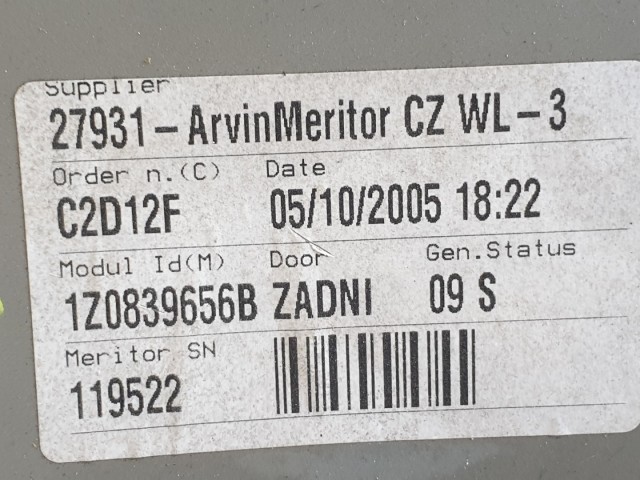 Supplier
27931 - ArvinMeritor CZ WL - 3
Order n.(C) Date
C2D12F 05/10/2005 18:22
Modul Id(M) Door Gen.Status
1Z0839656B ZADNI 09 S
Meritor SN
119522